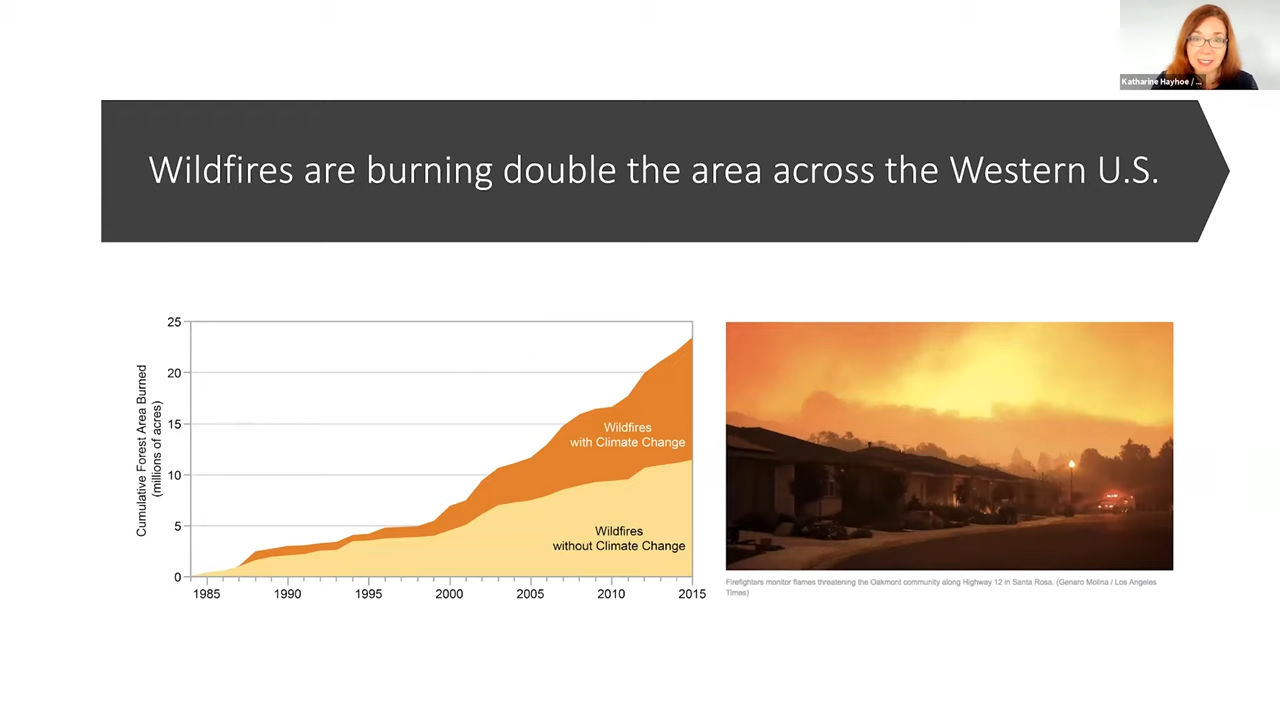 Katharine Hayhoe / ...
Wildfires are burning double the area across the Western U.S.
Cumulative Forest Area Burned
(millions of acres)
25
20
15
10
5
0
Wildfires
with Climate Change
Wildfires
without Climate Change
1985 1990 1995 2000 2005 2010 2015
Firefighters monitor flames threatening the Oakmont community along Highway 12 in Santa Rosa. (Genaro Molina / Los Angeles
Times)